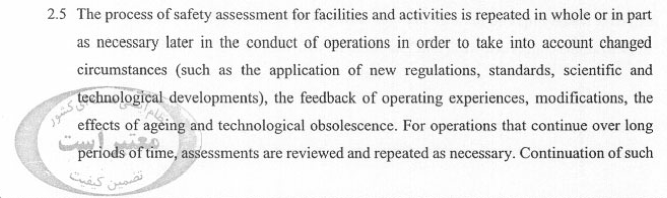 2.5 The process of safety assessment for facilities and activities is repeated in whole or in part
as necessary later in the conduct of operations in order to take into account changed
circumstances (such as the application of new regulations, standards, scientific and
technological developments), the feedback of operating experiences, modifications, the
effects of ageing and technological obsolescence. For operations that continue over long
periods of time, assessments are reviewed and repeated as necessary. Continuation of such
معتبر است
تضمین کیفیت